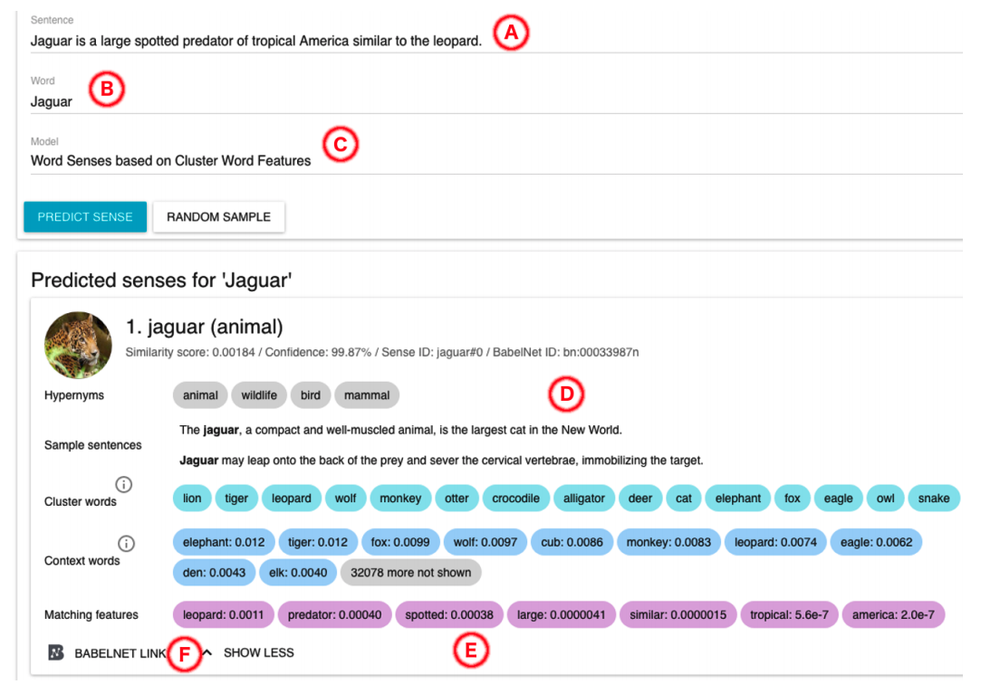 Sentence
Jaguar is a large spotted predator of tropical America similar to the leopard. A
Word
B
Jaguar
Model
C
Word Senses based on Cluster Word Features
PREDICT SENSE RANDOM SAMPLE
Predicted senses for 'Jaguar'
1. jaguar (animal)
Similarity score: 0.00184 / Confidence: 99.87% / Sense ID: jaguar#0 / BabelNet ID: bn:00033987n
Hypernyms animal wildlife bird mammal D
The jaguar, a compact and well-muscled animal, is the largest cat in the New World.
Sample sentences
Jaguar may leap onto the back of the prey and sever the cervical vertebrae, immobilizing the target.
Cluster words i lion tiger leopard wolf monkey otter crocodile alligator deer cat elephant fox eagle owl snake
Context words i elephant: 0.012 tiger: 0.012 fox: 0.0099 wolf: 0.0097 cub: 0.0086 monkey: 0.0083 leopard: 0.0074 eagle: 0.0062
den: 0.0043 elk: 0.0040 32078 more not shown
Matching features leopard: 0.0011 predator: 0.00040 spotted: 0.00038 large: 0.0000041 similar: 0.0000015 tropical: 5.6e-7 america: 2.0e-7
BABELNET LINK F SHOW LESS E